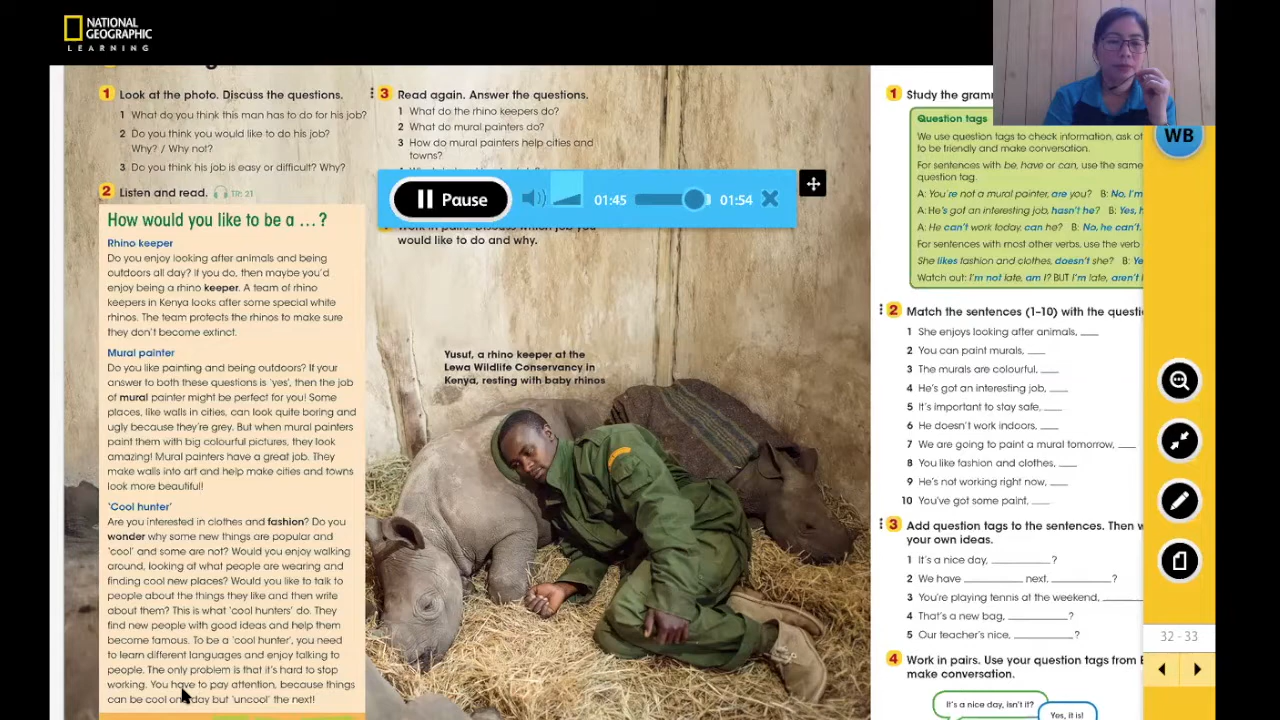 NATIONAL
GEOGRAPHIC
LEARNING
1 Look at the photo. Discuss the questions.
1 What do you think this man has to do for his job?
2 Do you think you would like to do his job?
Why? / Why not?
3 Do you think his job is easy or difficult? Why?
2 Listen and read. TR: 21
How would you like to be a ... ?
Rhino keeper
Do you enjoy looking after animals and being
outdoors all day? If you do, then maybe you'd
enjoy being a rhino keeper. A team of rhino
keepers in Kenya looks after some special white
rhinos. The team protects the rhinos to make sure
they don't become extinct.
Mural painter
Do you like painting and being outdoors? If your
answer to both these questions is 'yes', then the job
of mural painter might be perfect for you! Some
places, like walls in cities, can look quite boring and
ugly because they're grey. But when mural painters
paint them with big colourful pictures, they look
amazing! Mural painters have a great job. They
make walls into art and help make cities and towns
look more beautiful!
'Cool hunter'
Are you interested in clothes and fashion? Do you
wonder why some new things are popular and
'cool' and some are not? Would you enjoy walking
around, looking at what people are wearing and
finding cool new places? Would you like to talk to
people about the things they like and then write
about them? This is what 'cool hunters' do. They
find new people with good ideas and help them
become famous. To be a 'cool hunter', you need
to learn different languages and enjoy talking to
people. The only problem is that it's hard to stop
working. You have to pay attention, because things
can be cool one day but 'uncool' the next!
3 Read again. Answer the questions.
1 What do the rhino keepers do?
2 What do mural painters do?
3 How do mural painters help cities and
towns?
Pause 01:45 01:54
would you like to do and why.
Yusuf, a rhino keeper at the
Lewa Wildlife Conservancy in
Kenya, resting with baby rhinos
1 Study the gram
Question tags
We use question tags to check information, ask ot
to be friendly and make conversation.
For sentences with be, have or can, use the same
question tag.
A: You're not a mural painter, are you? B: No, I'm
A: He's got an interesting job, hasn't he? B: Yes, h
A: He can't work today, can he? B: No, he can't.
For sentences with most other verbs, use the verb
She likes fashion and clothes, doesn't she? B: Ye
Watch out: I'm not late, am I? BUT I'm late, aren't I
2 Match the sentences (1–10) with the questi
1 She enjoys looking after animals, ___
2 You can paint murals, ___
3 The murals are colourful, ___
4 He's got an interesting job, ___
5 It's important to stay safe, ___
6 He doesn't work indoors, ___
7 We are going to paint a mural tomorrow, ___
8 You like fashion and clothes, ___
9 He's not working right now, ___
10 You've got some paint, ___
3 Add question tags to the sentences. Then w
your own ideas.
1 It's a nice day, __________ ?
2 We have __________ next, __________ ?
3 You're playing tennis at the weekend, ________
4 That's a new bag, __________ ?
5 Our teacher's nice, __________ ?
4 Work in pairs. Use your question tags from E
make conversation.
It's a nice day, isn't it?
Yes, it is!
WB
32 - 33